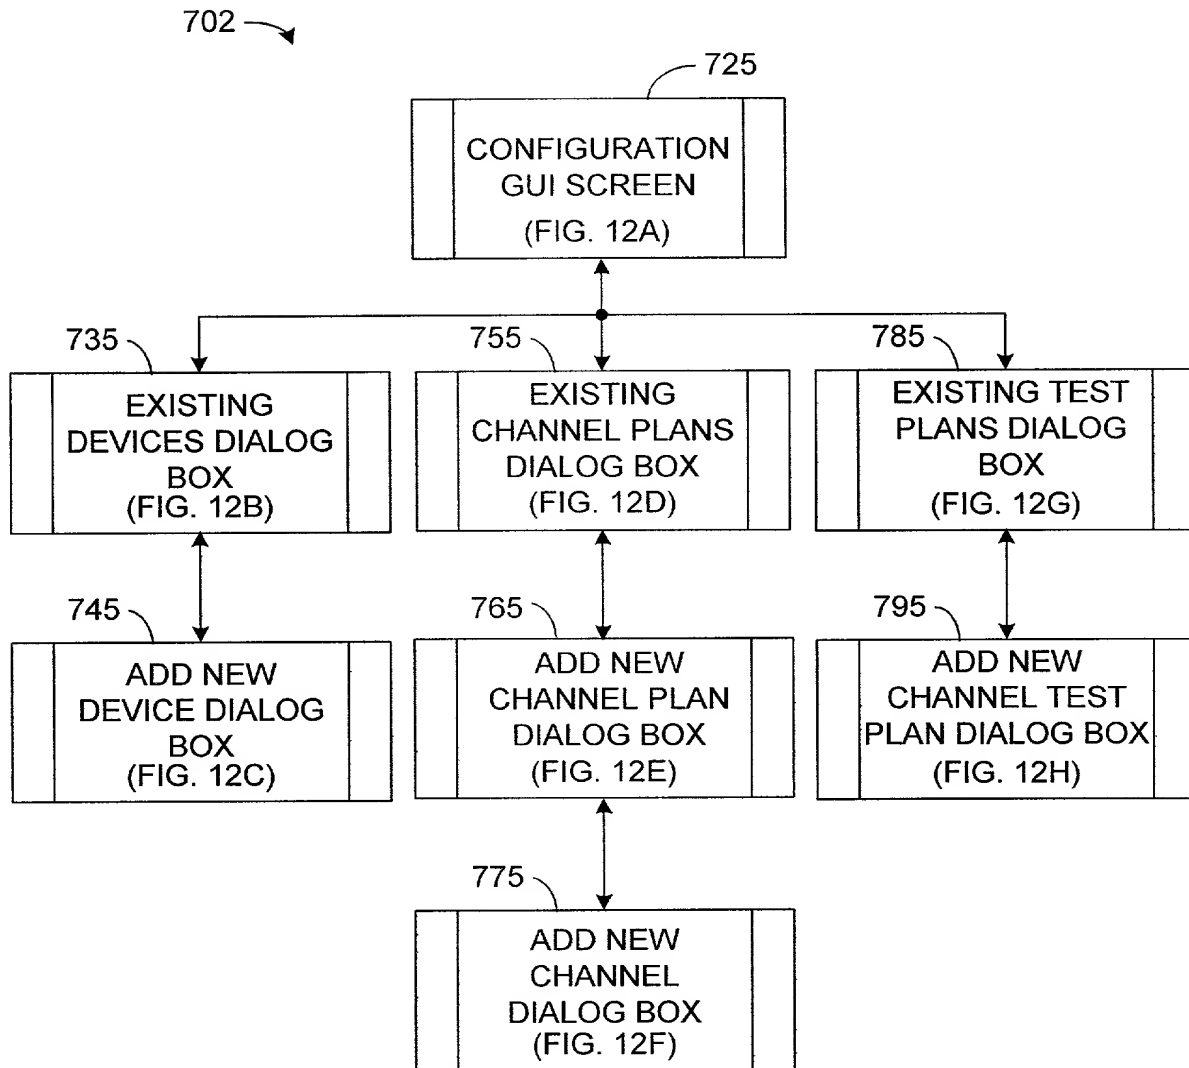 702
725
CONFIGURATION
GUI SCREEN
(FIG. 12A)
735
EXISTING
DEVICES DIALOG
BOX
(FIG. 12B)
755
EXISTING
CHANNEL PLANS
DIALOG BOX
(FIG. 12D)
785
EXISTING TEST
PLANS DIALOG
BOX
(FIG. 12G)
745
ADD NEW
DEVICE DIALOG
BOX
(FIG. 12C)
765
ADD NEW
CHANNEL PLAN
DIALOG BOX
(FIG. 12E)
795
ADD NEW
CHANNEL TEST
PLAN DIALOG BOX
(FIG. 12H)
775
ADD NEW
CHANNEL
DIALOG BOX
(FIG. 12F)